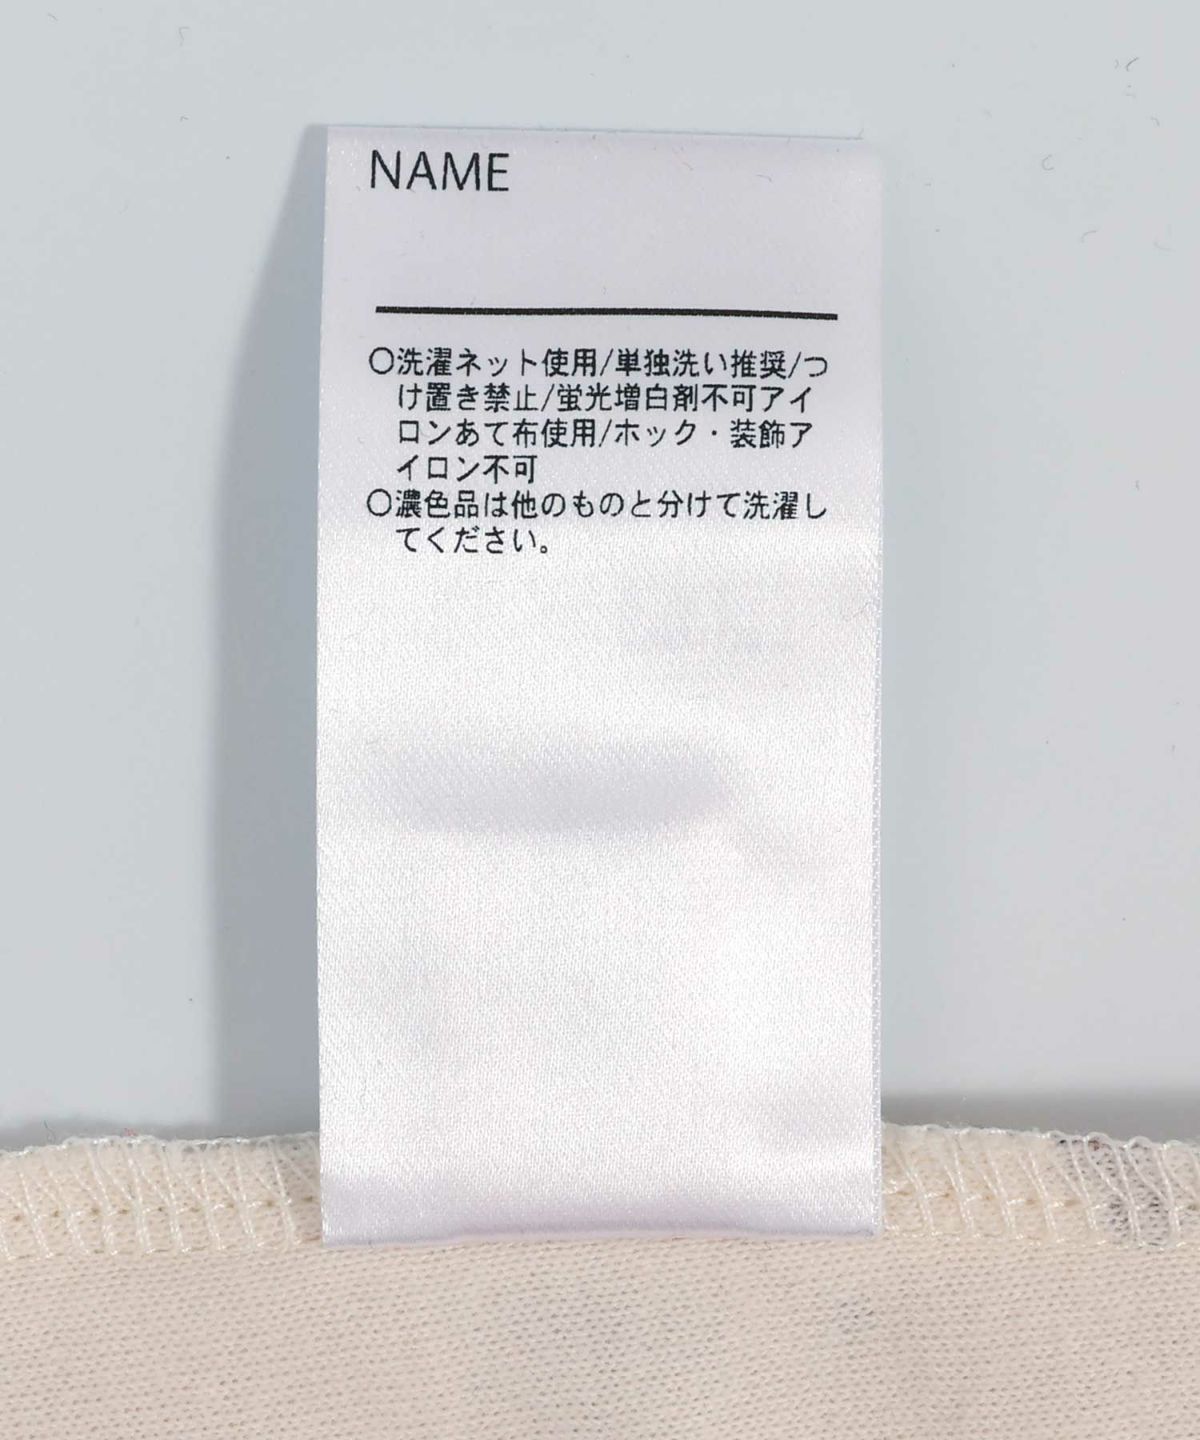 NAME
○洗濯ネット使用/単独洗い推奨/つ
け置き禁止/蛍光増白剤不可アイ
ロンあて布使用/ホック・装飾ア
イロン不可
○濃色品は他のものと分けて洗濯し
てください。